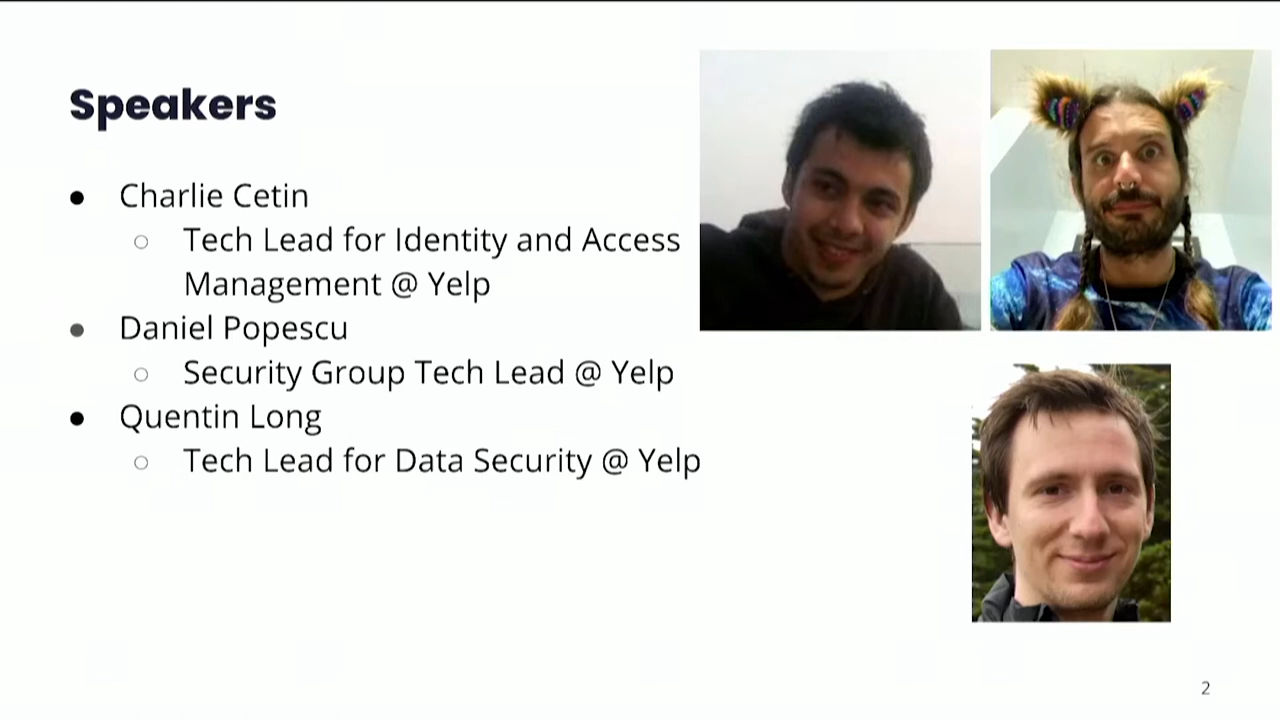 Speakers
● Charlie Cetin
○ Tech Lead for Identity and Access
Management @ Yelp
● Daniel Popescu
○ Security Group Tech Lead @ Yelp
● Quentin Long
○ Tech Lead for Data Security @ Yelp
2